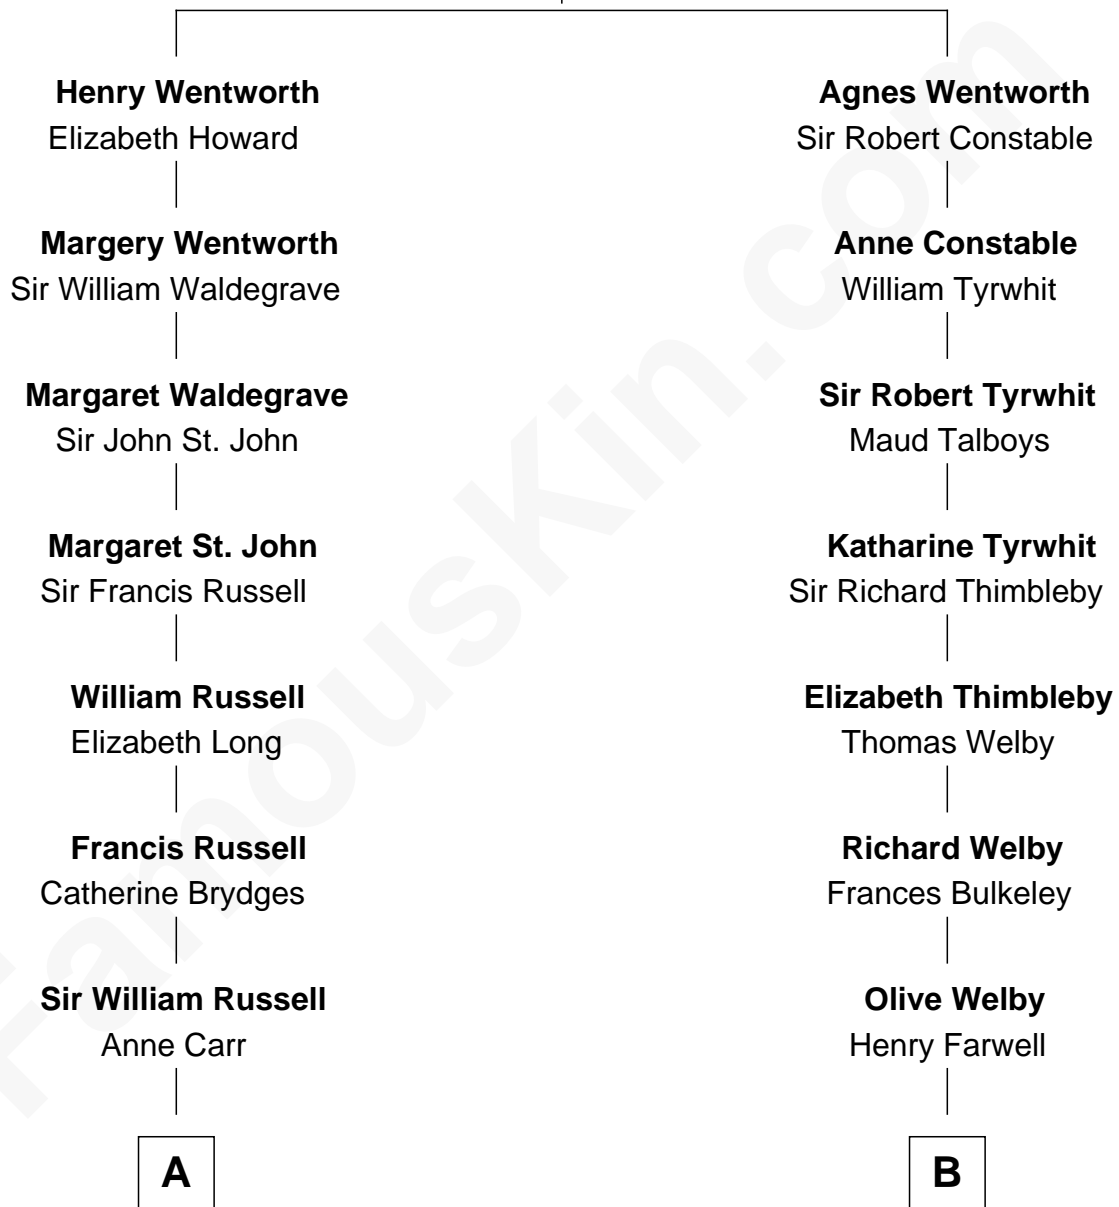 Henry Wentworth
Elizabeth Howard
Agnes Wentworth
Sir Robert Constable
Margery Wentworth
Sir William Waldegrave
Anne Constable
William Tyrwhit
Margaret Waldegrave
Sir John St. John
Sir Robert Tyrwhit
Maud Talboys
Margaret St. John
Sir Francis Russell
Katharine Tyrwhit
Sir Richard Thimbleby
William Russell
Elizabeth Long
Elizabeth Thimbleby
Thomas Welby
Francis Russell
Catherine Brydges
Richard Welby
Frances Bulkeley
Sir William Russell
Anne Carr
Olive Welby
Henry Farwell
A
B
FamousKin.com